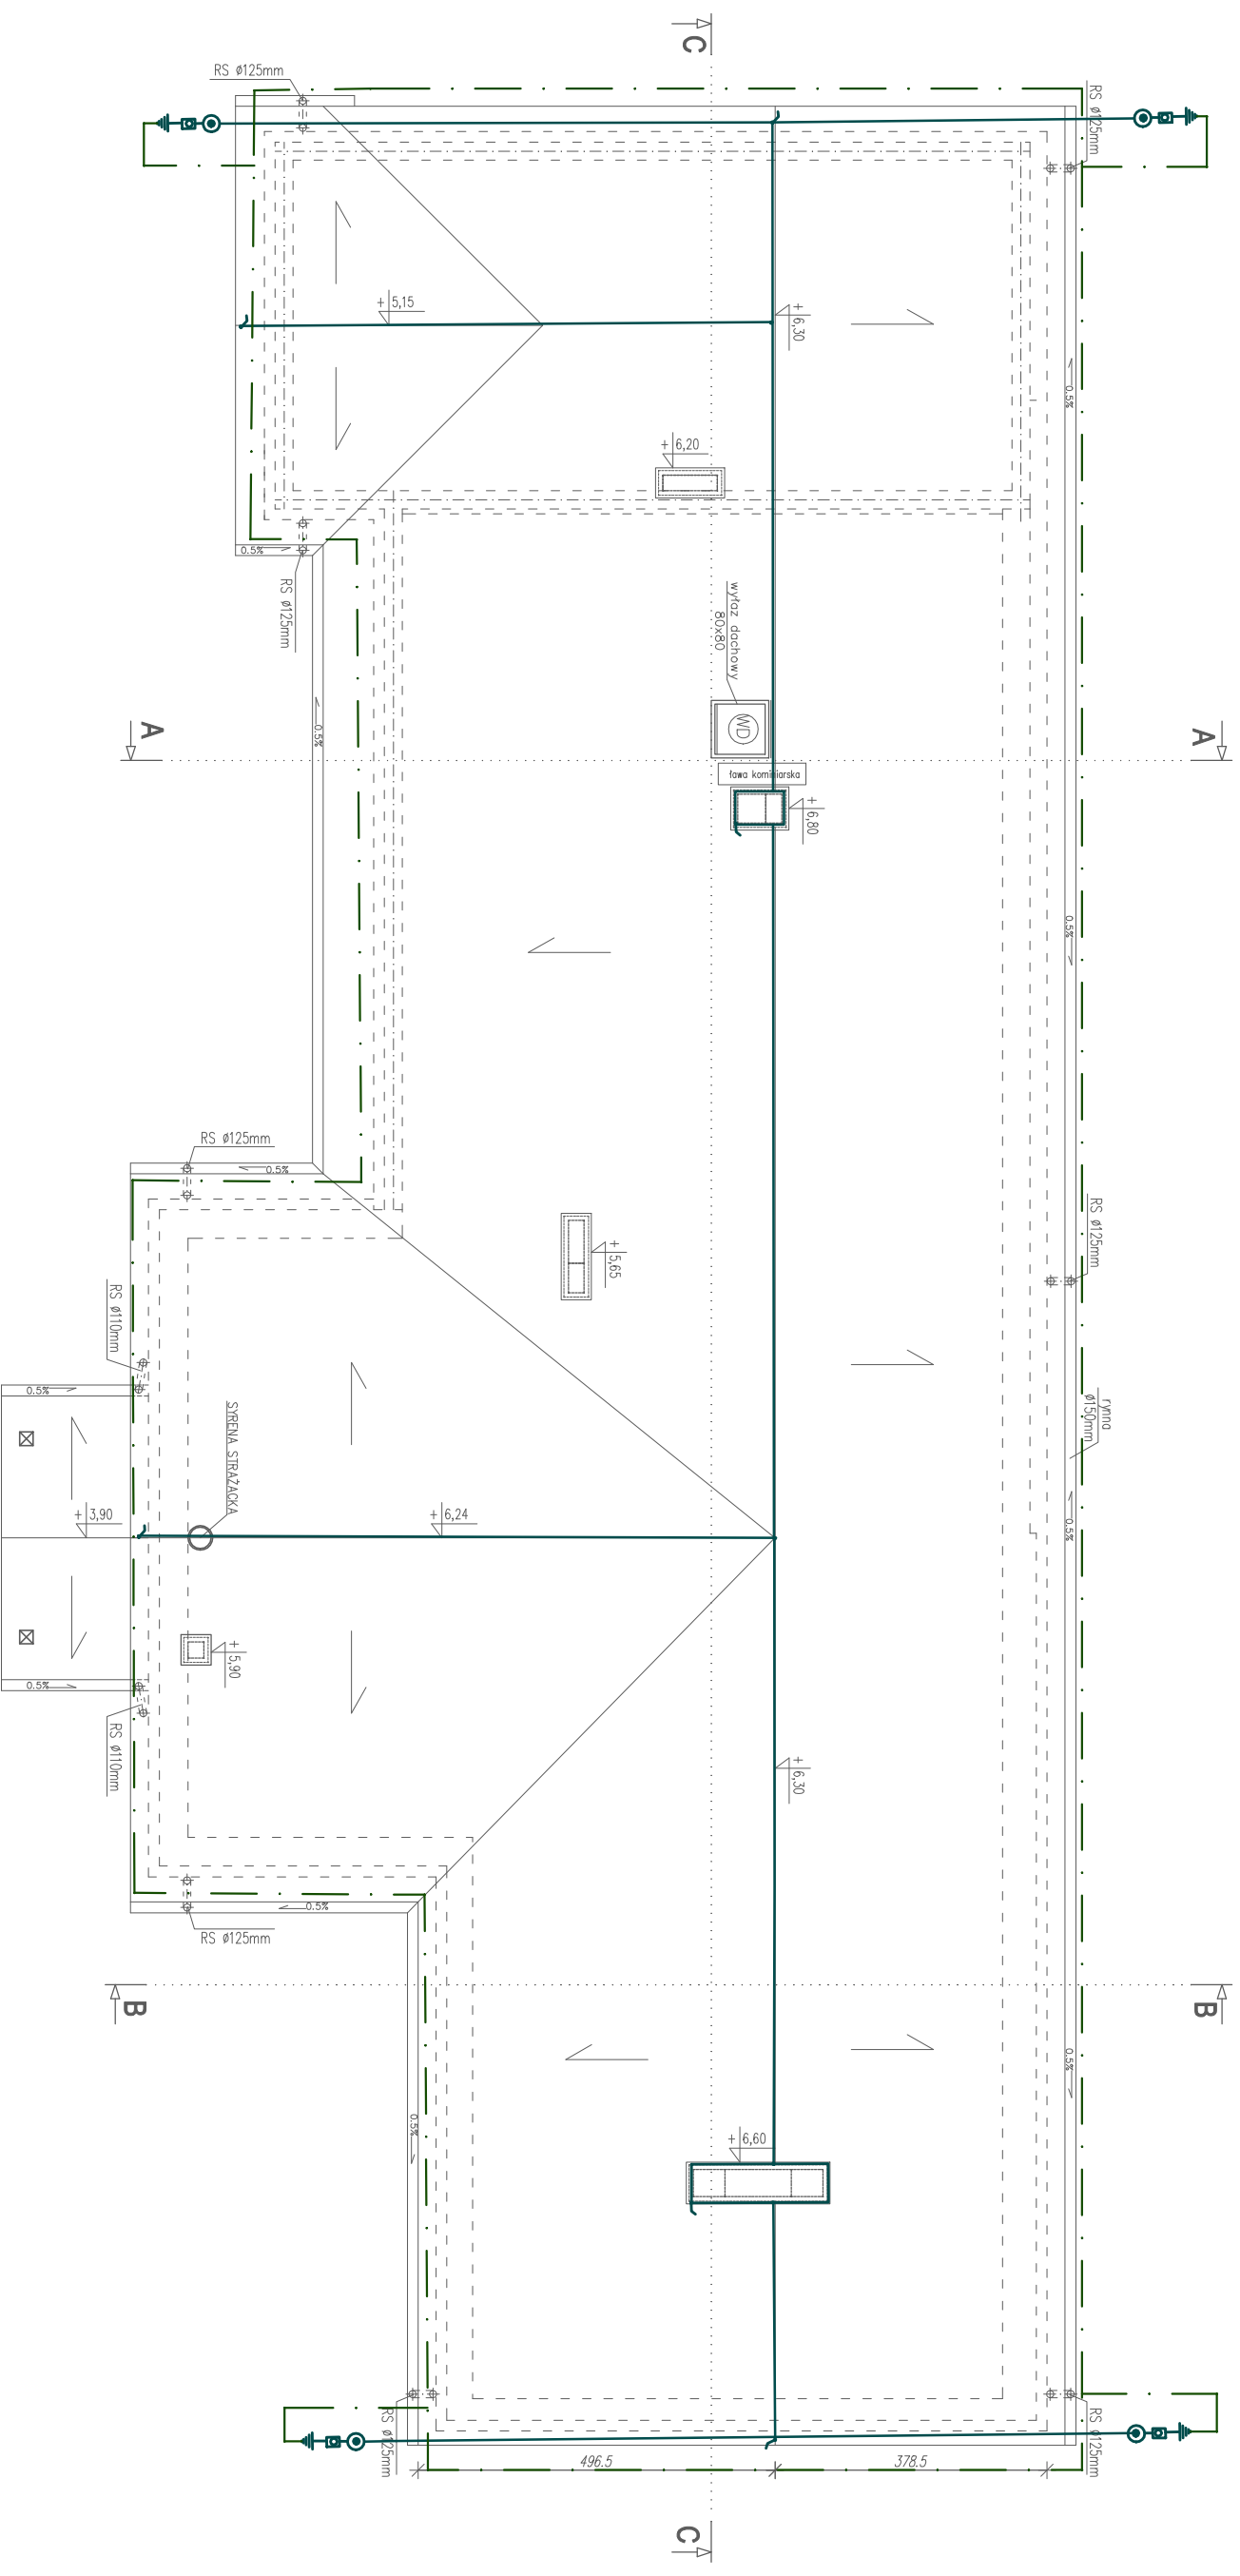 C
RS ø125mm
RS ø125mm
+ 5,15
+ 6,30
0.5%
+ 6,20
0.5%
RS ø125mm
wyłaz dachowy
80x80
WD
0.5%
A
A
ława kominiarska
+ 6,80
0.5%
RS ø125mm
0.5%
RS ø125mm
+ 5,65
RS ø110mm
0.5%
rynna
ø150mm
SYRENA STRAŻACKA
+ 3,90
+ 6,24
0.5%
+ 5,90
0.5%
RS ø110mm
+ 6,30
0.5%
RS ø125mm
B
B
0.5%
0.5%
+ 6,60
RS ø125mm
RS ø125mm
496.5
378.5
C